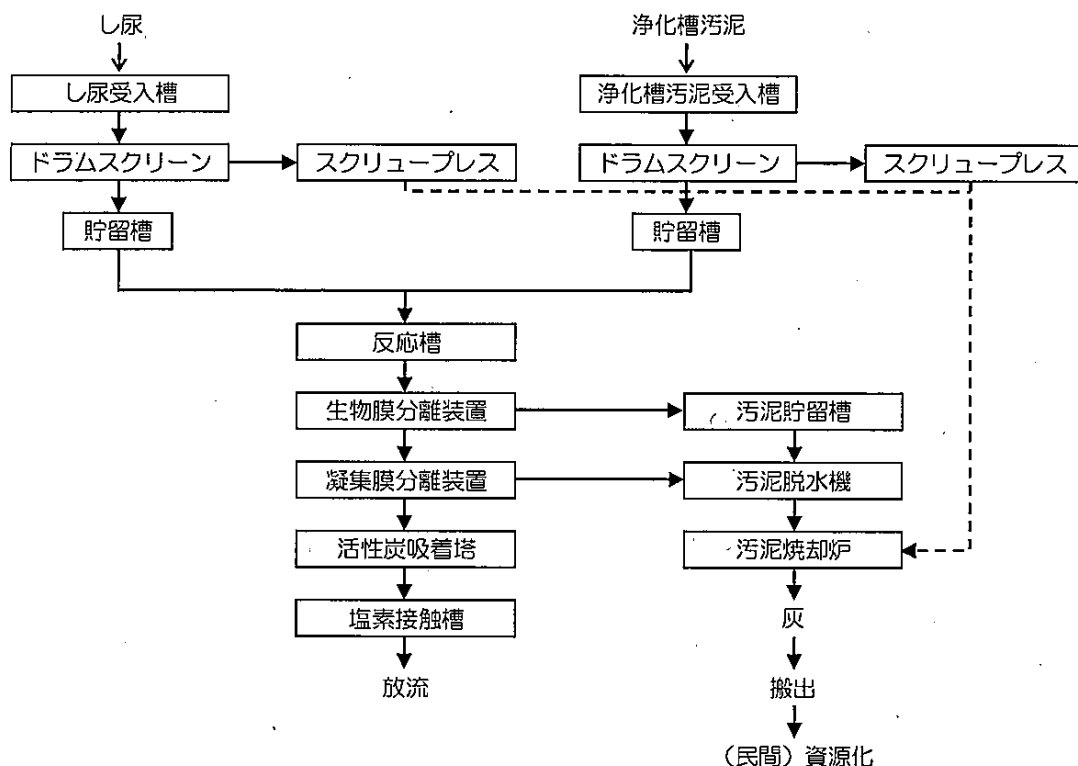 し尿
浄化槽汚泥
し尿受入槽
浄化槽汚泥受入槽
ドラムスクリーン
スクリュープレス
ドラムスクリーン
スクリュープレス
貯留槽
貯留槽
反応槽
生物膜分離装置
汚泥貯留槽
凝集膜分離装置
汚泥脱水機
活性炭吸着塔
汚泥焼却炉
塩素接触槽
灰
放流
搬出
（民間）資源化